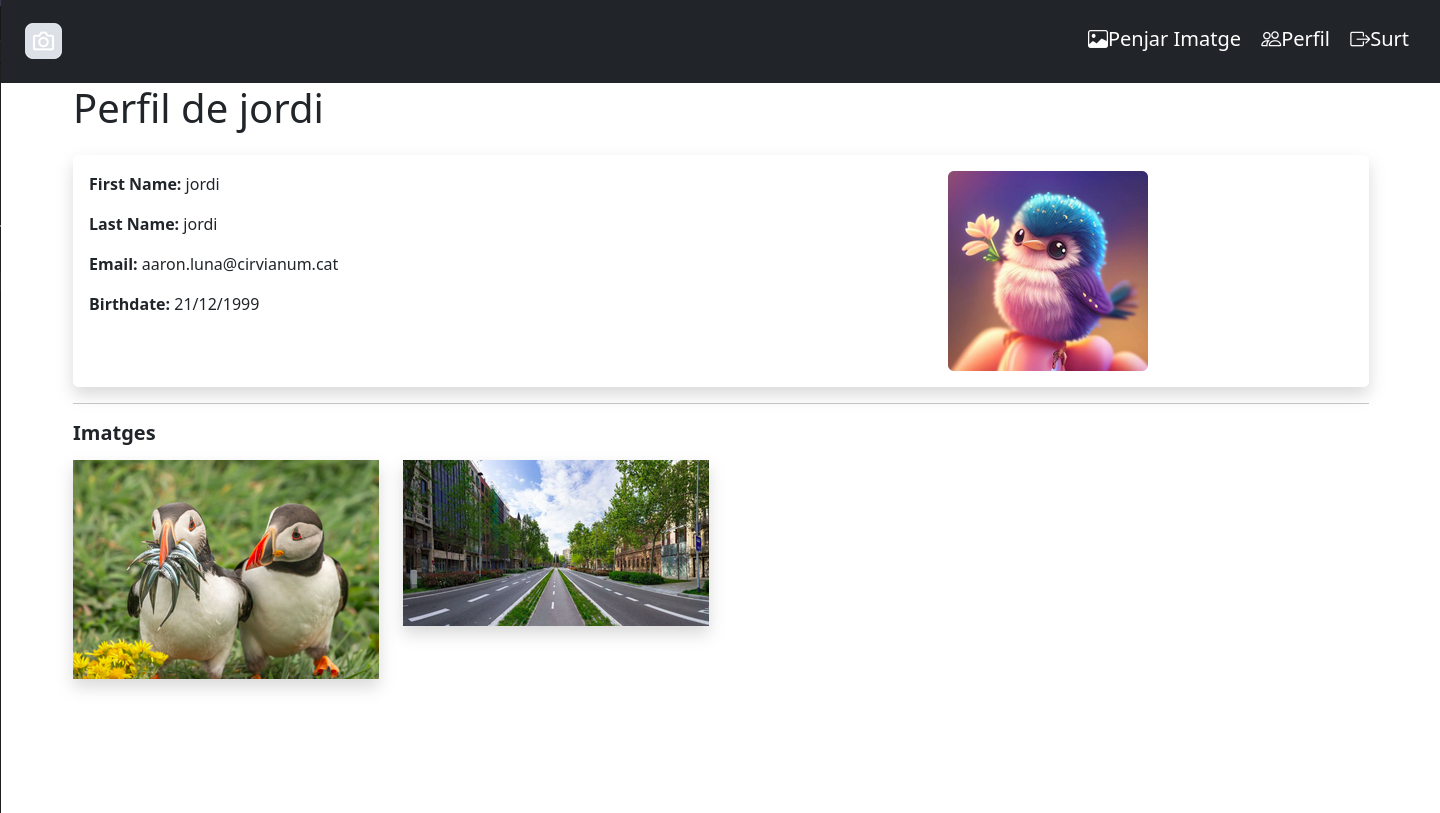 Penjar Imatge Perfil Surt
Perfil de jordi
First Name: jordi
Last Name: jordi
Email: aaron.luna@cirvianum.cat
Birthdate: 21/12/1999
Imatges